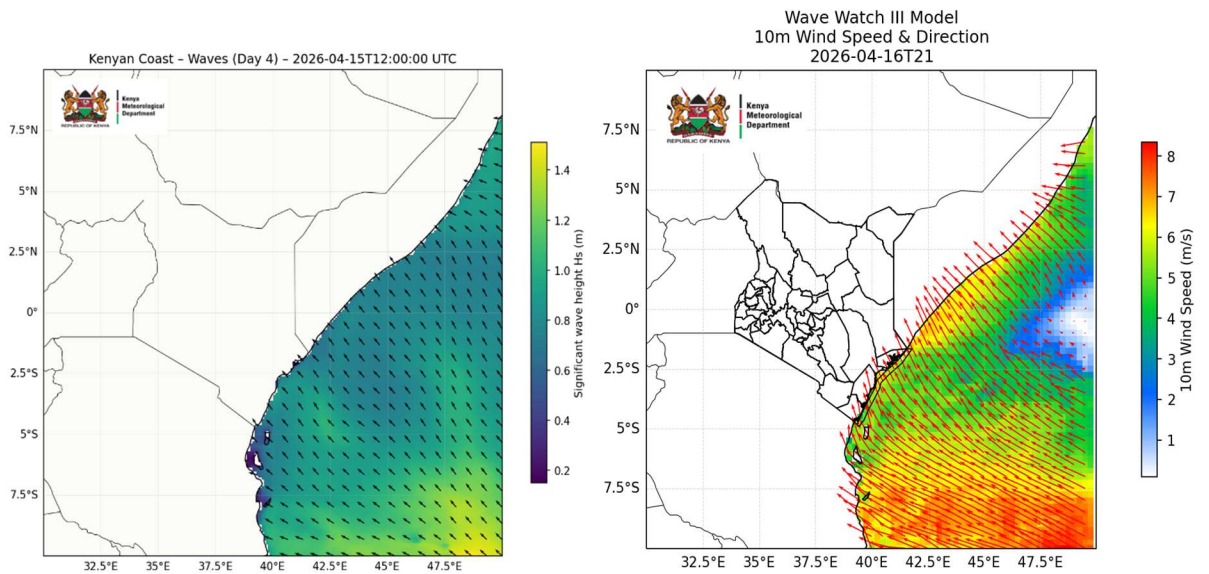 Kenyan Coast – Waves (Day 4) – 2026-04-15T12:00:00 UTC
Kenya
Meteorological
Department
REPUBLIC OF KENYA
7.5°N
5°N
2.5°N
0°
2.5°S
5°S
7.5°S
32.5°E 35°E 37.5°E 40°E 42.5°E 45°E 47.5°E
1.4
1.2
1.0
0.8
0.6
0.4
0.2
Significant wave height Hs (m)
Wave Watch III Model
10m Wind Speed & Direction
2026-04-16T21
Kenya
Meteorological
Department
REPUBLIC OF KENYA
7.5°N
5°N
2.5°N
0°
2.5°S
5°S
7.5°S
32.5°E 35°E 37.5°E 40°E 42.5°E 45°E 47.5°E
8
7
6
5
4
3
2
1
10m Wind Speed (m/s)